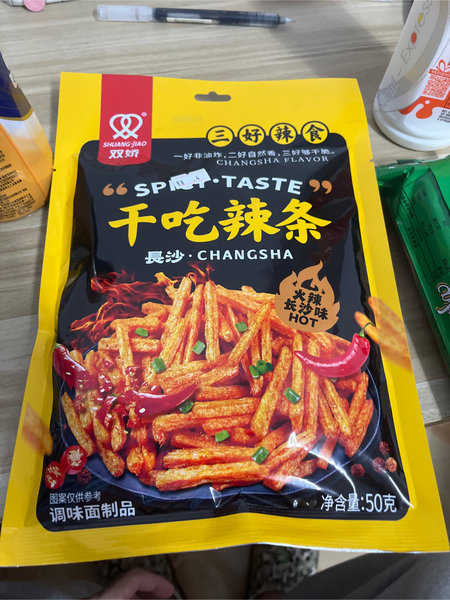 SHUANG·JIAO
双娇
三好辣食
一好非油炸,二好自然香,三好够干脆。
CHANGSHA FLAVOR
干吃辣条
長沙·CHANGSHA
火辣
长沙味
HOT
图案仅供参考
调味面制品
净含量:50克